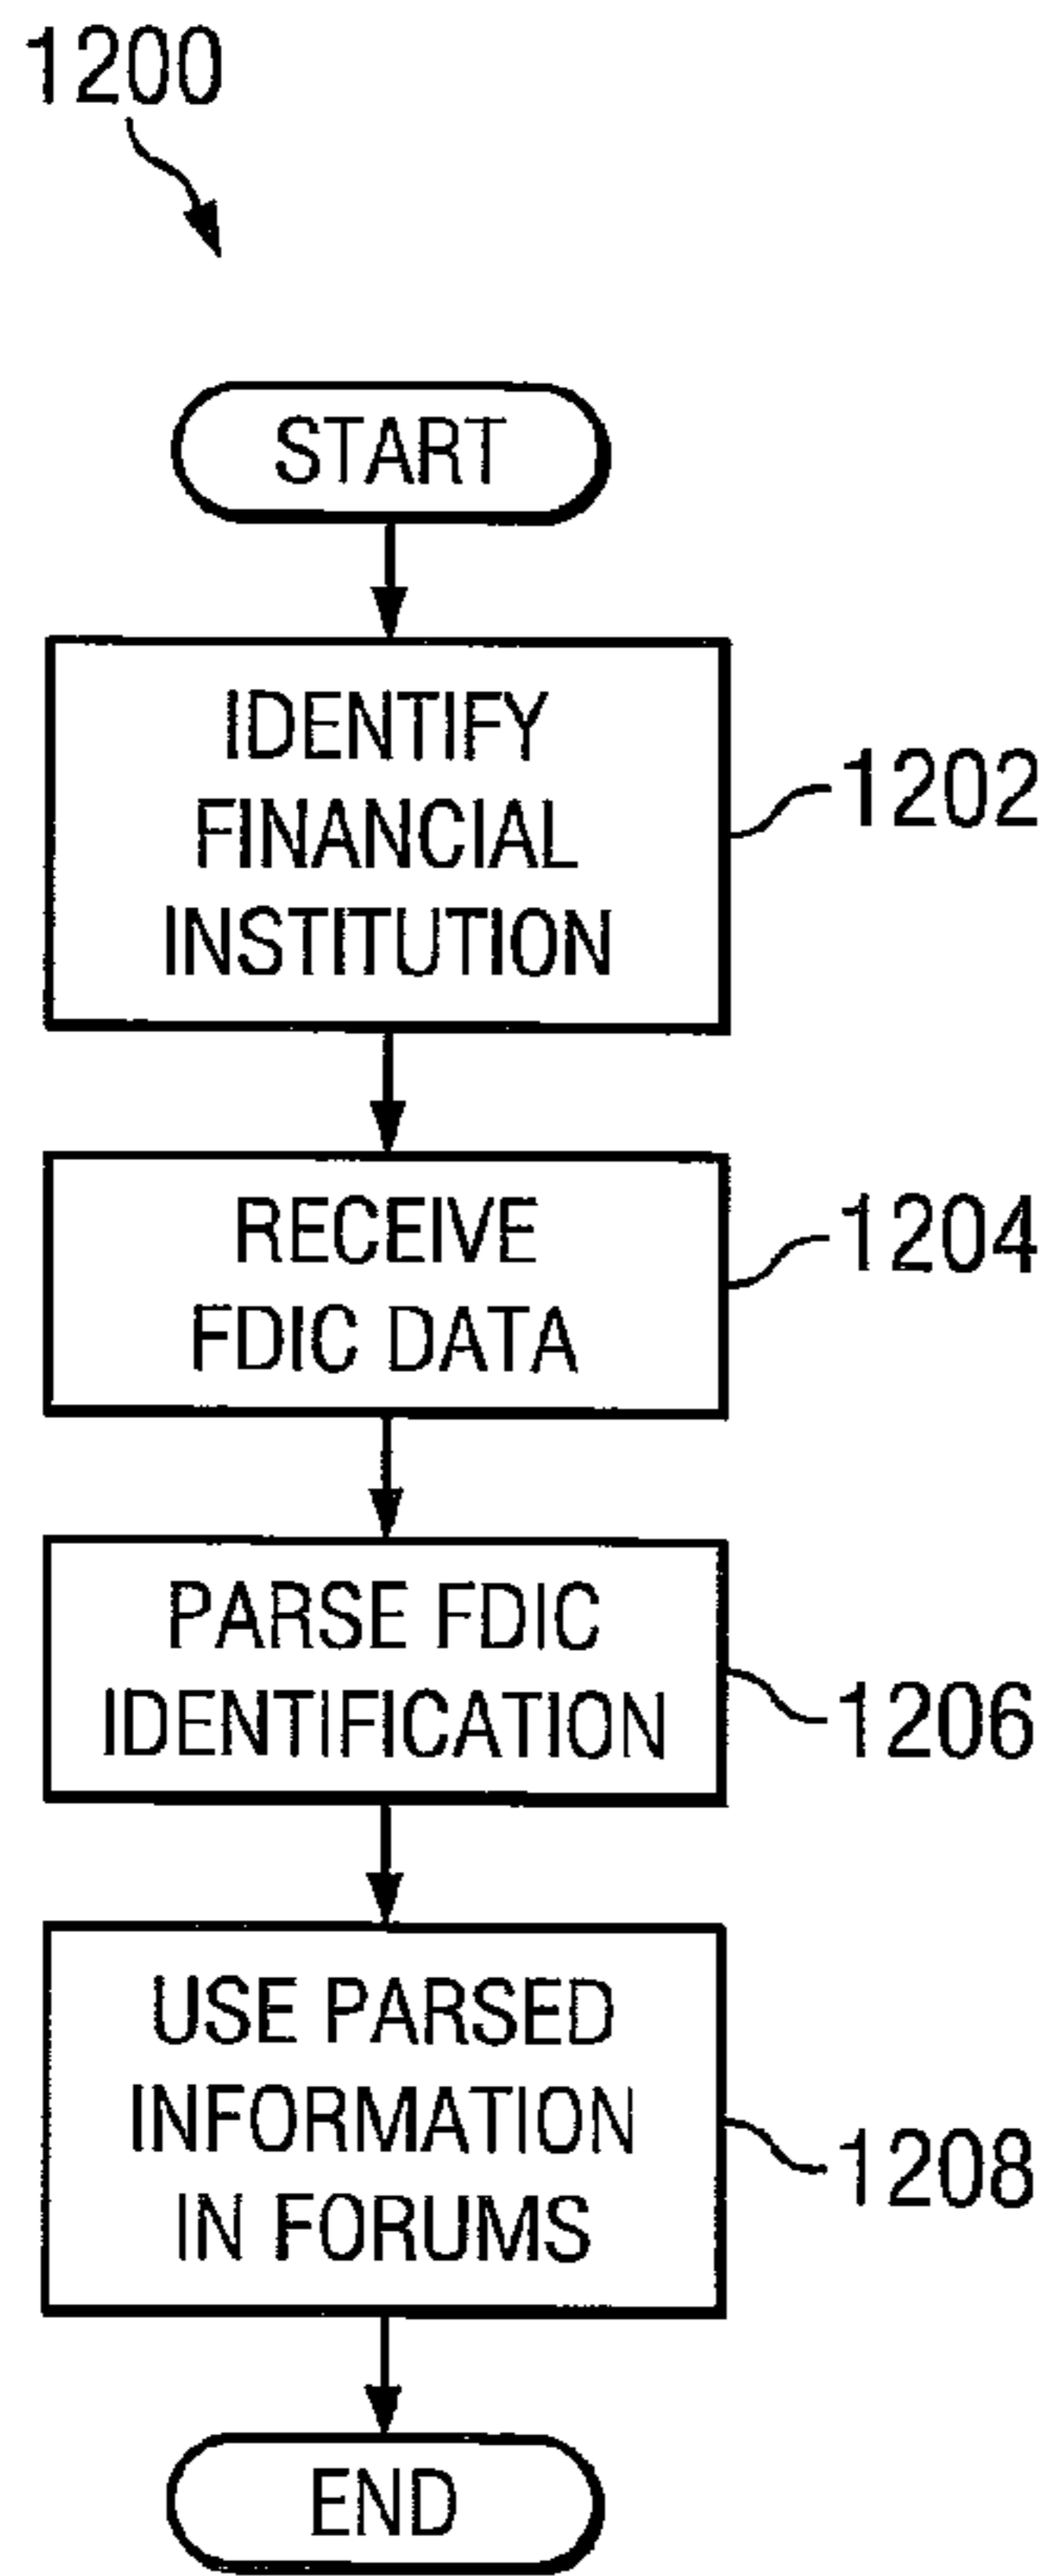 1200
START
IDENTIFY
FINANCIAL
INSTITUTION
1202
RECEIVE
FDIC DATA
1204
PARSE FDIC
IDENTIFICATION
1206
USE PARSED
INFORMATION
IN FORUMS
1208
END